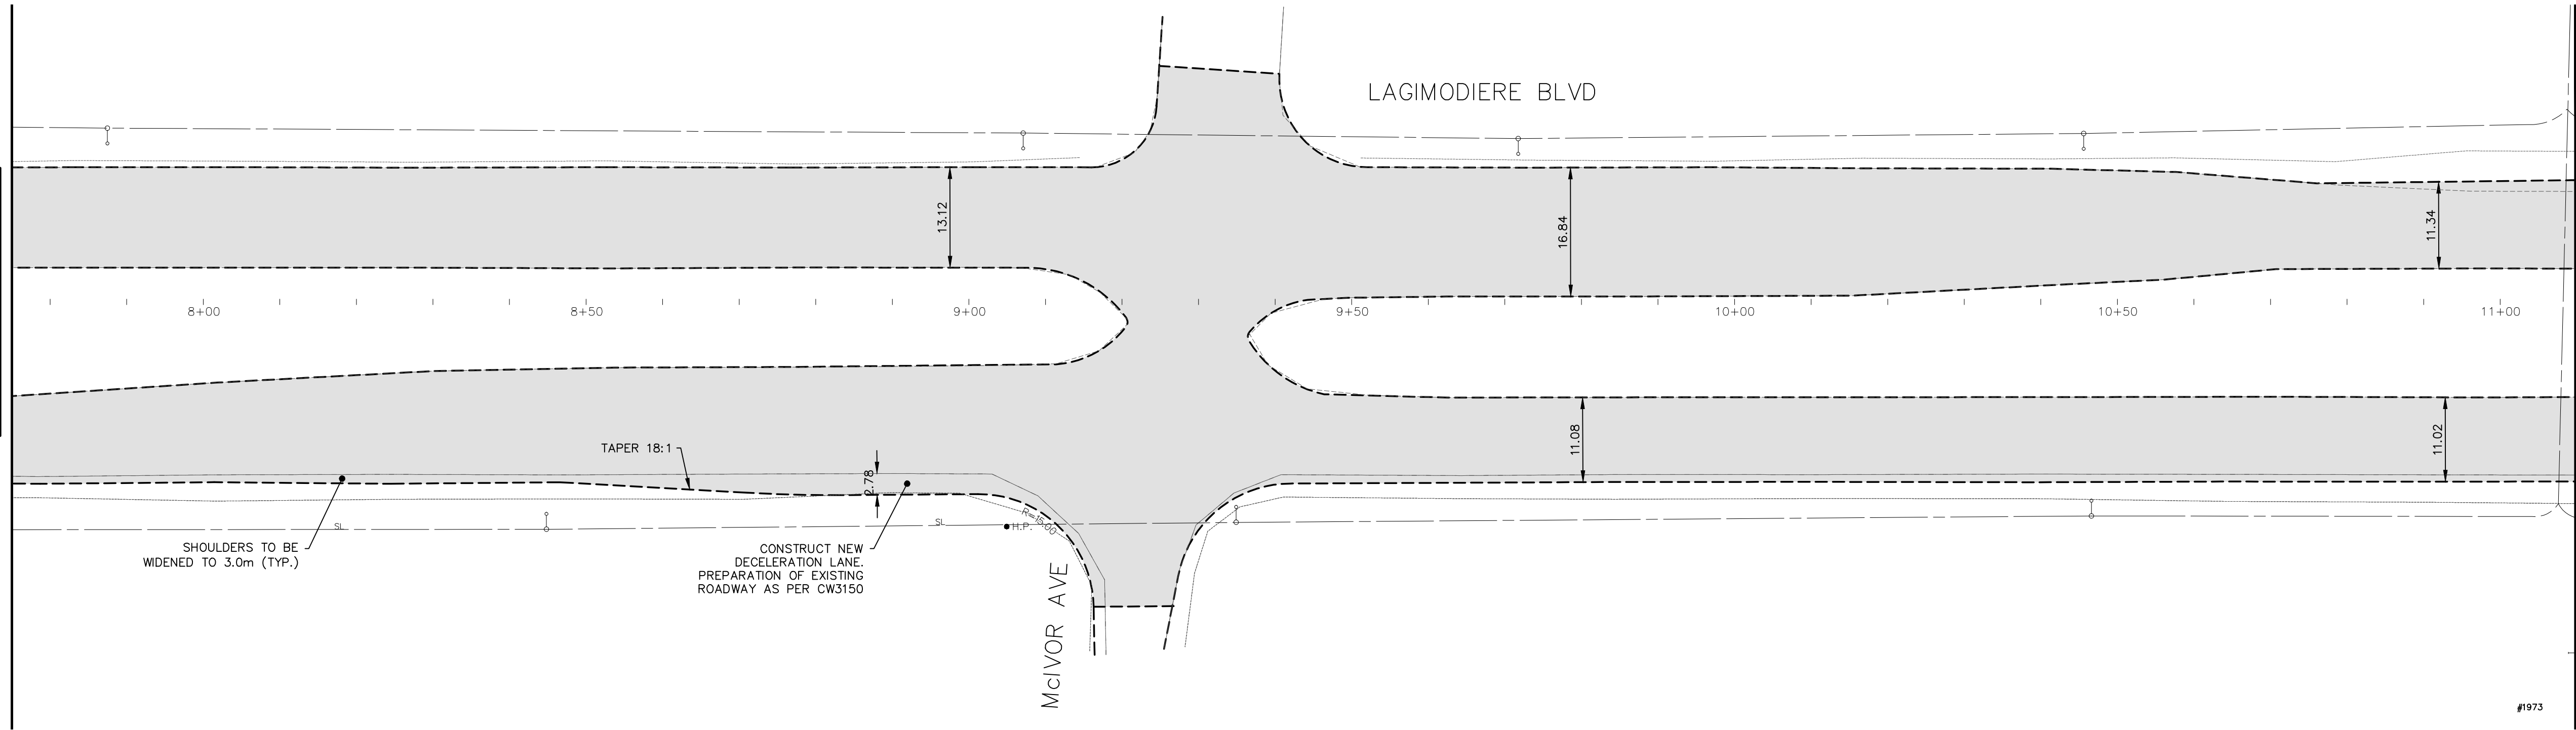 LAGIMODIERE BLVD
13.12
16.84
11.34
8+00
8+50
9+00
9+50
10+00
10+50
11+00
TAPER 18:1
2.78
11.08
11.02
SL
SL
H.P.
R=15.00
SHOULDERS TO BE
WIDENED TO 3.0m (TYP.)
CONSTRUCT NEW
DECELERATION LANE.
PREPARATION OF EXISTING
ROADWAY AS PER CW3150
McIVOR AVE
#1973